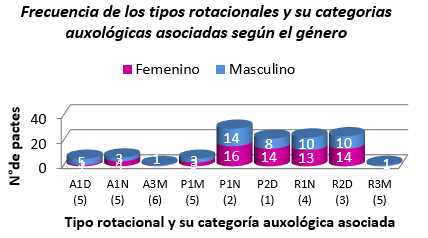 Frecuencia de los tipos rotacionales y su categorias
auxológicas asociadas según el género
Femenino Masculino
N°de pactes
40
20
0
5 3 1 3 14 8 10 10 1
16 14 13 14
A1D A1N A3M P1M P1N P2D R1N R2D R3M
(5) (5) (6) (5) (2) (1) (4) (3) (5)
Tipo rotacional y su categoría auxológica asociada